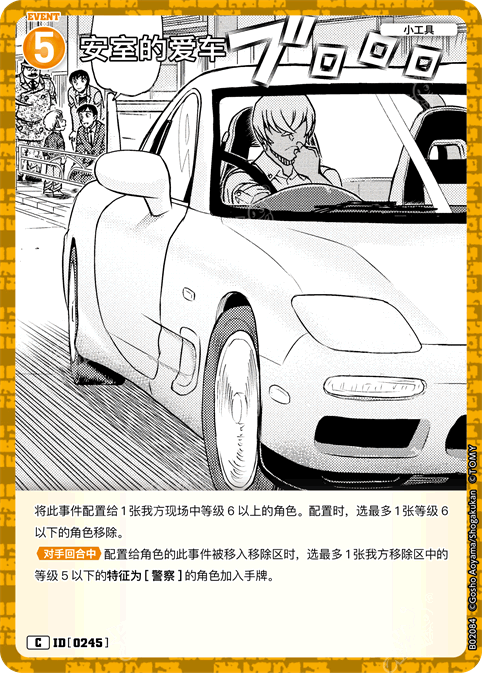 EVENT
5
安室的爱车
小工具
ブロロロ
将此事件配置给1张我方现场中等级6以上的角色。配置时，选最多1张等级6
以下的角色移除。
对手回合中 配置给角色的此事件被移入移除区时，选最多1张我方移除区中的
等级5以下的特征为[警察]的角色加入手牌。
C ID[0245]
B02084 ©Gosho Aoyama/Shogakukan ©TOMY